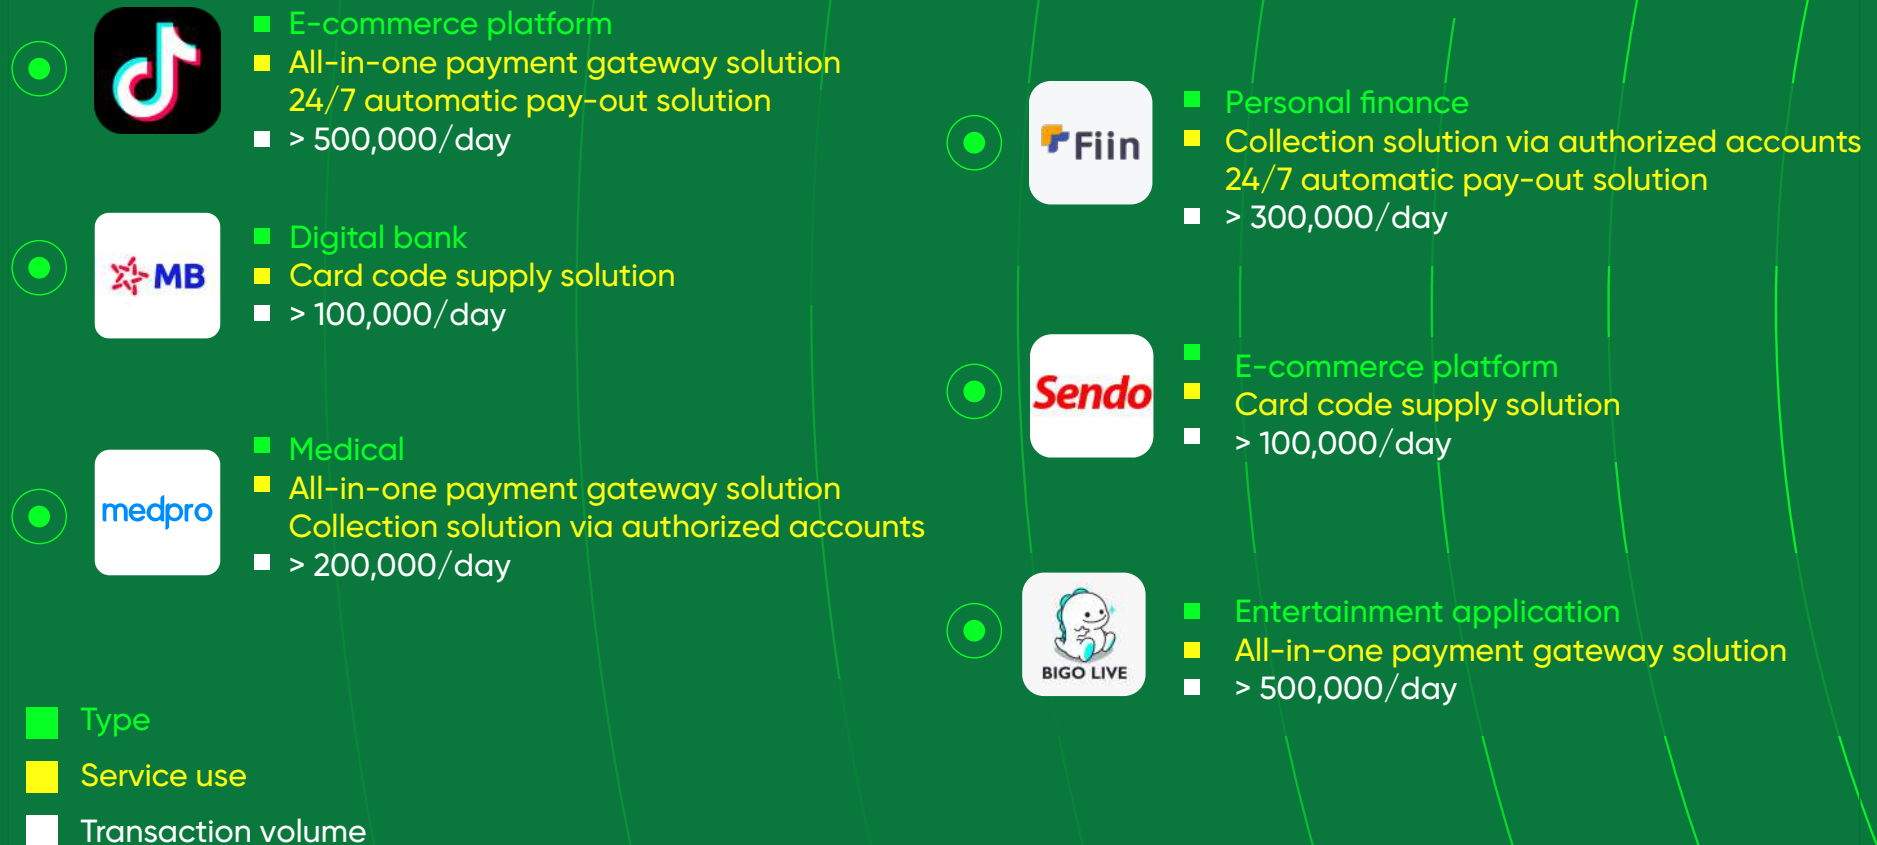 E-commerce platform
All-in-one payment gateway solution
24/7 automatic pay-out solution
> 500,000/day
MB
Digital bank
Card code supply solution
> 100,000/day
medpro
Medical
All-in-one payment gateway solution
Collection solution via authorized accounts
> 200,000/day
Fiin
Personal finance
Collection solution via authorized accounts
24/7 automatic pay-out solution
> 300,000/day
Sendo
E-commerce platform
Card code supply solution
> 100,000/day
BIGO LIVE
Entertainment application
All-in-one payment gateway solution
> 500,000/day
Type
Service use
Transaction volume